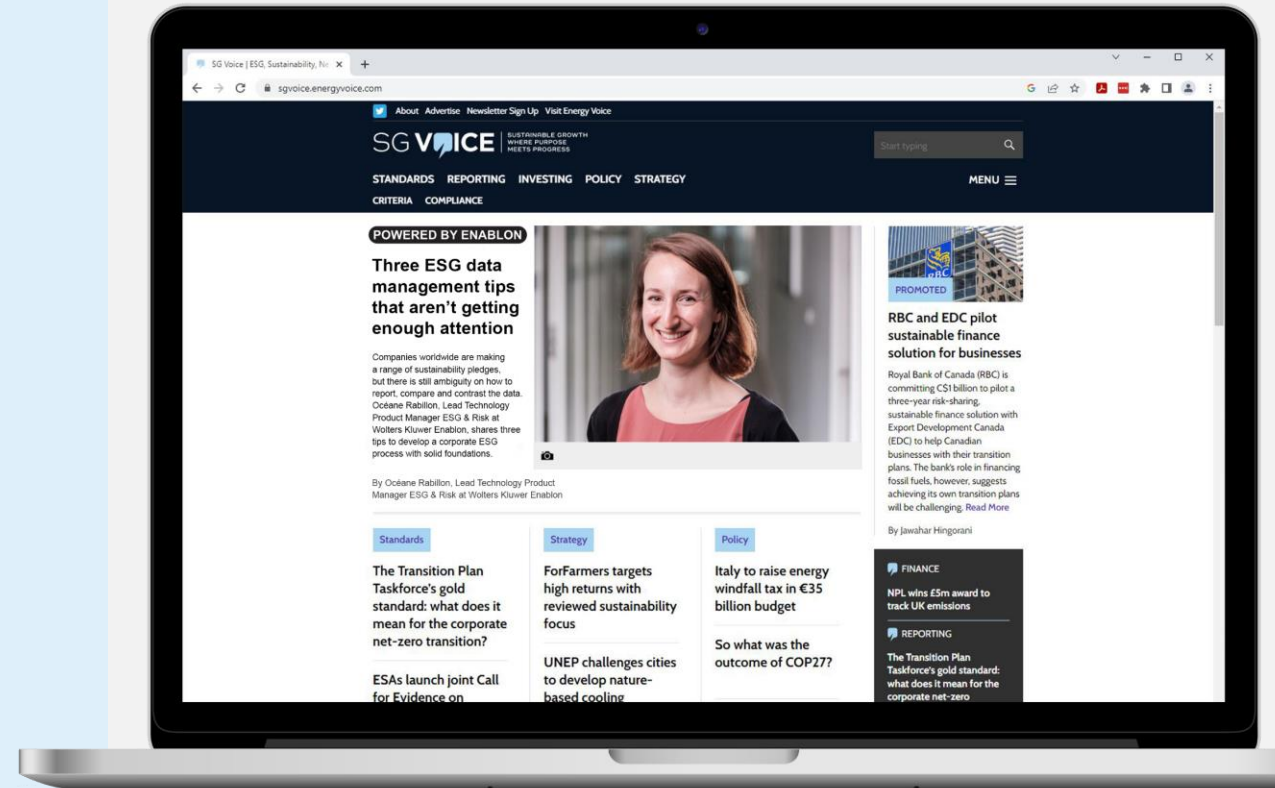 SG Voice | ESG, Sustainability, Ne
sgvoice.energyvoice.com
About Advertise Newsletter Sign Up Visit Energy Voice
SG VOICE
SUSTAINABLE GROWTH
WHERE PURPOSE
MEETS PROGRESS
Start typing
STANDARDS REPORTING INVESTING POLICY STRATEGY
MENU
CRITERIA COMPLIANCE
POWERED BY ENABLON
Three ESG data
management tips
that aren't getting
enough attention
Companies worldwide are making
a range of sustainability pledges,
but there is still ambiguity on how to
report, compare and contrast the data.
Océane Rabillon, Lead Technology
Product Manager ESG & Risk at
Wolters Kluwer Enablon, shares three
tips to develop a corporate ESG
process with solid foundations.
By Océane Rabillon, Lead Technology Product
Manager ESG & Risk at Wolters Kluwer Enablon
RBC
PROMOTED
RBC and EDC pilot
sustainable finance
solution for businesses
Royal Bank of Canada (RBC) is
committing C$1 billion to pilot a
three-year risk-sharing,
sustainable finance solution with
Export Development Canada
(EDC) to help Canadian
businesses with their transition
plans. The bank's role in financing
fossil fuels, however, suggests
achieving its own transition plans
will be challenging. Read More
By Jawahar Hingorani
Standards
The Transition Plan
Taskforce's gold
standard: what does it
mean for the corporate
net-zero transition?
ESAs launch joint Call
for Evidence on
Strategy
ForFarmers targets
high returns with
reviewed sustainability
focus
UNEP challenges cities
to develop nature-
based cooling
Policy
Italy to raise energy
windfall tax in €35
billion budget
So what was the
outcome of COP27?
FINANCE
NPL wins £5m award to
track UK emissions
REPORTING
The Transition Plan
Taskforce's gold standard:
what does it mean for the
corporate net-zero